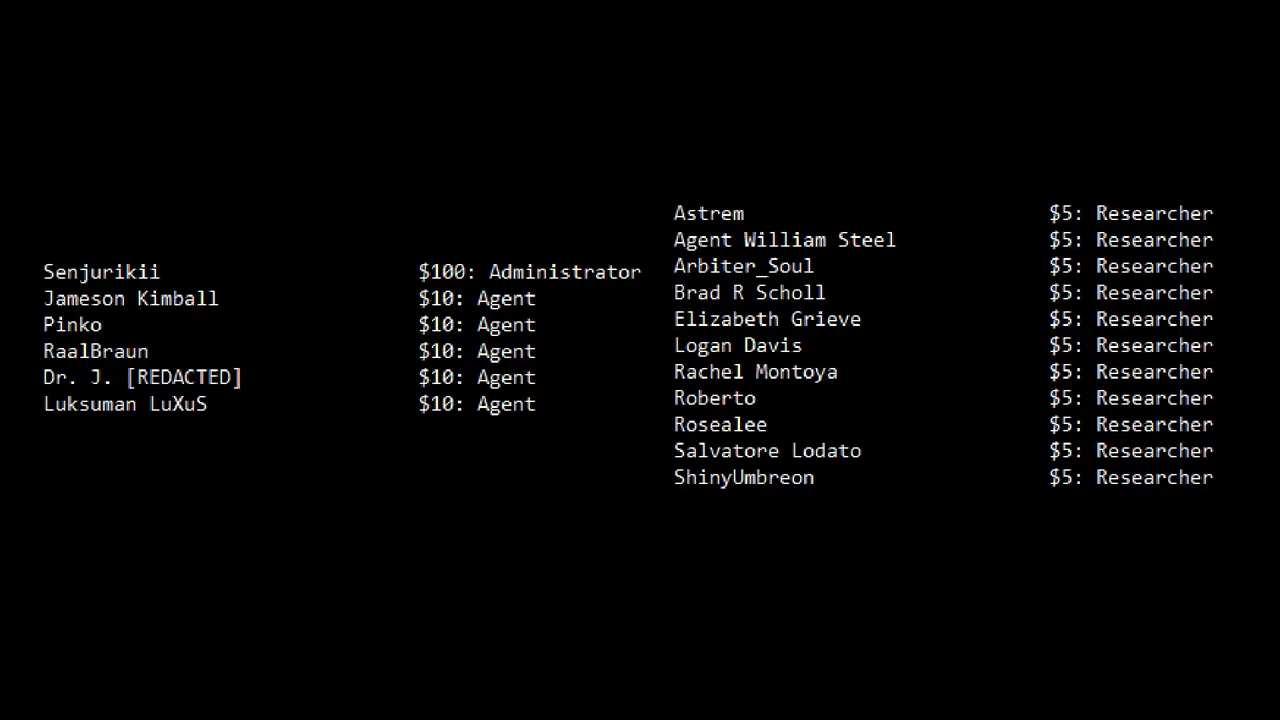 Senjurikii $100: Administrator
Jameson Kimball $10: Agent
Pinko $10: Agent
RaalBraun $10: Agent
Dr. J. [REDACTED] $10: Agent
Luksuman LuXuS $10: Agent
Astrem $5: Researcher
Agent William Steel $5: Researcher
Arbiter_Soul $5: Researcher
Brad R Scholl $5: Researcher
Elizabeth Grieve $5: Researcher
Logan Davis $5: Researcher
Rachel Montoya $5: Researcher
Roberto $5: Researcher
Rosealee $5: Researcher
Salvatore Lodato $5: Researcher
ShinyUmbreon $5: Researcher